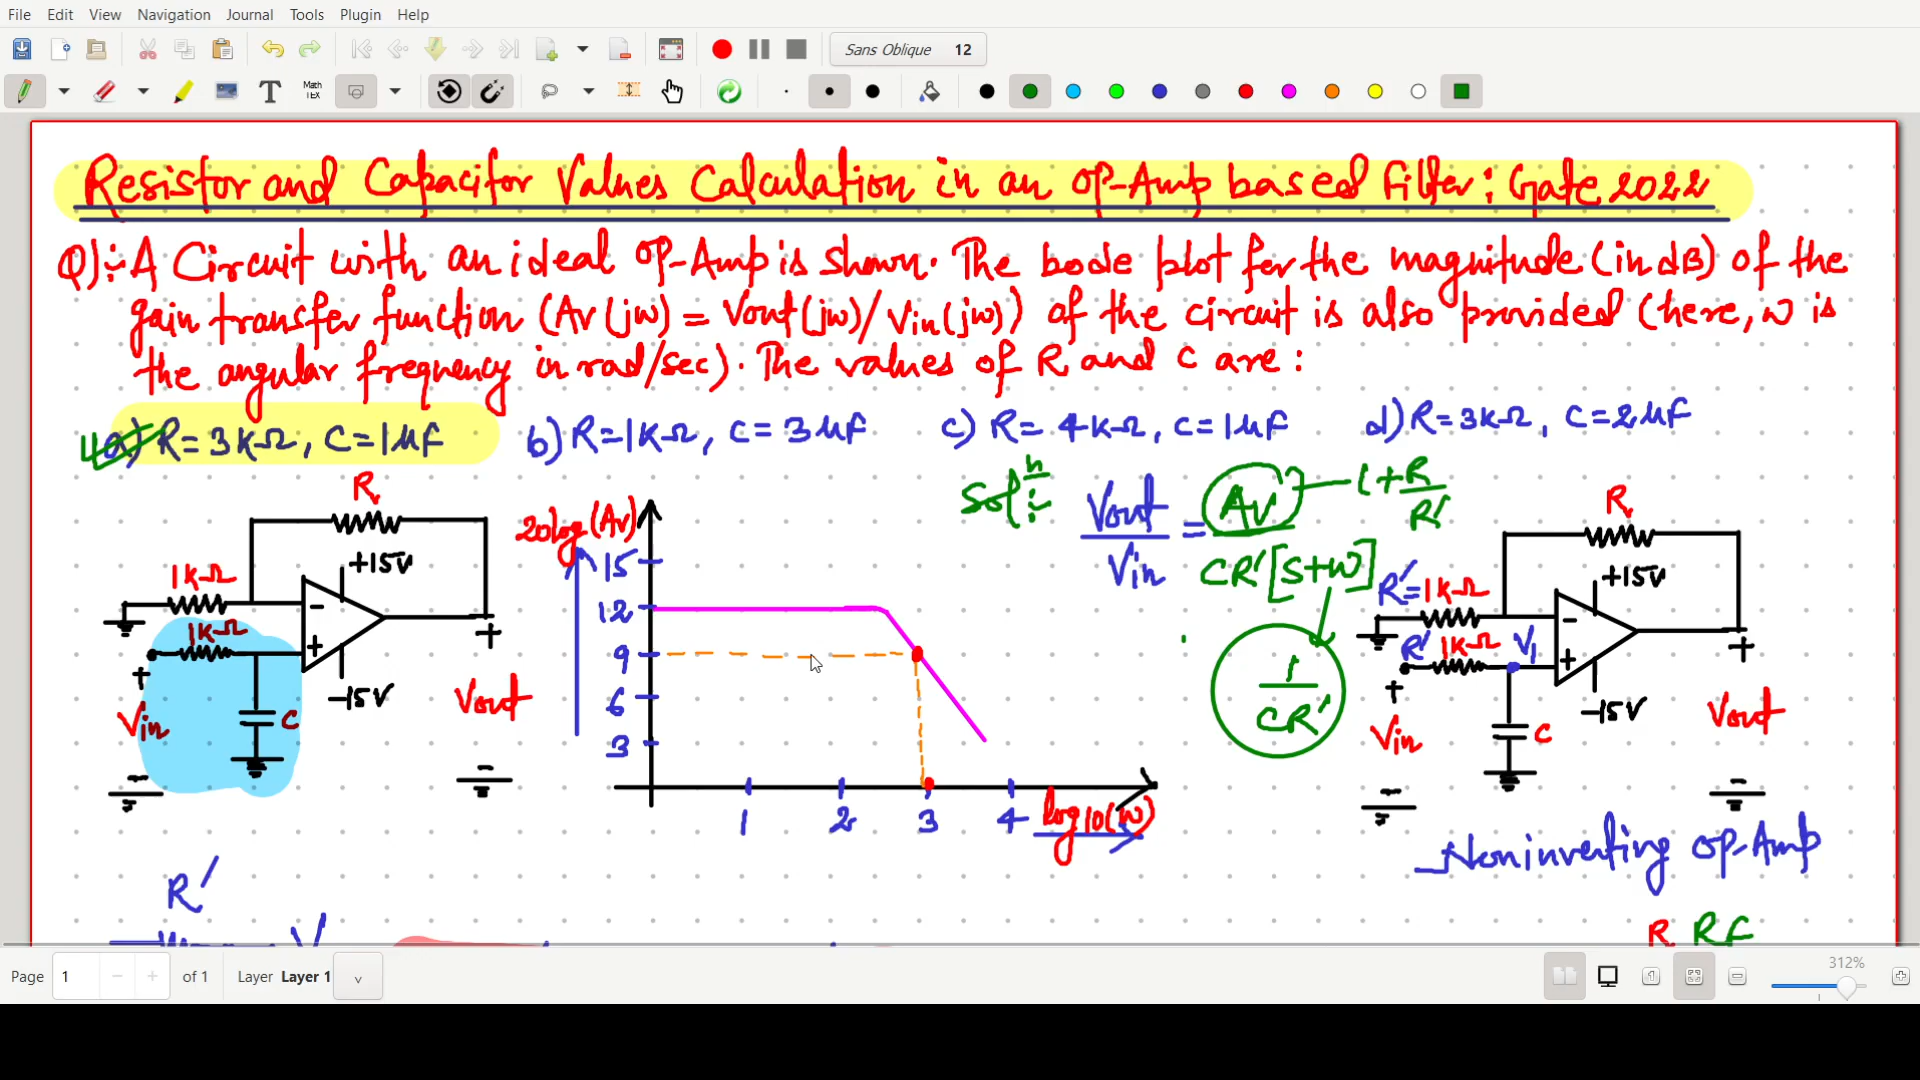 File Edit View Navigation Journal Tools Plugin Help
Sans Oblique 12
T Math TEX
Resistor and Capacitor Values Calculation in an Op-Amp based Filter: Gate 2022
Q):- A Circuit with an ideal Op-Amp is shown. The bode plot for the magnitude (in dB) of the
gain transfer function (Av(jw) = Vout(jw)/Vin(jw)) of the circuit is also provided (here, w is
the angular frequency in rad/sec). The values of R and C are:
a) R=3KΩ, C=1μF b) R=1KΩ, C=3μF c) R=4KΩ, C=1μF d) R=3KΩ, C=2μF
R
1KΩ
+15V
-
1KΩ
+
-15V
+
Vin
C
+
Vout
-
-
20log(Av)
15
12
9
6
3
1 2 3 4 log10(w)
Soln:
Vout/Vin = Av/CR'[S+W]
1+R/R'
1/CR'
R
R'=1KΩ
+15V
-
R' 1KΩ V1
+
-15V
+
Vin
C
+
Vout
-
-
Noninverting Op-Amp
R'
V
R RF
Page 1 of 1 Layer Layer 1
312%